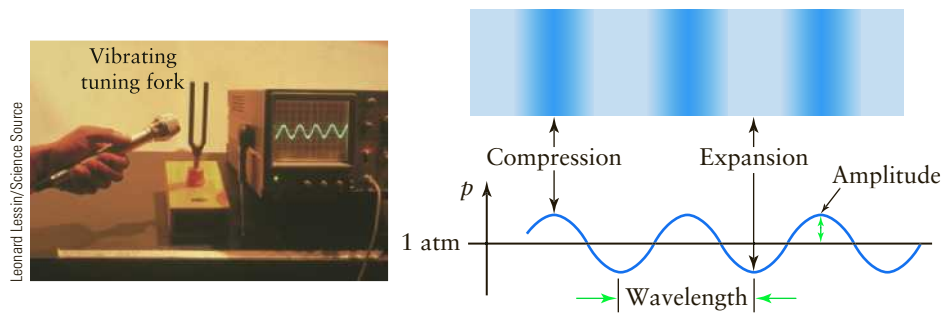 Leonard Lessin/Science Source
Vibrating
tuning fork
Compression
Expansion
Amplitude
p
1 atm
Wavelength